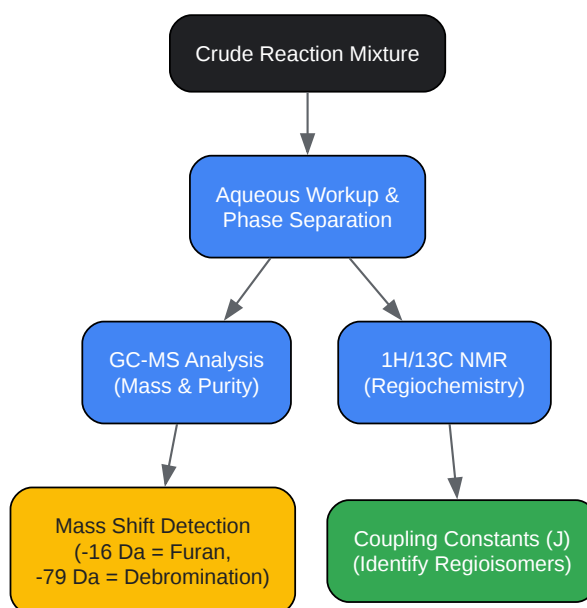 Crude Reaction Mixture
Aqueous Workup &
Phase Separation
GC-MS Analysis
(Mass & Purity)
1H/13C NMR
(Regiochemistry)
Mass Shift Detection
(-16 Da = Furan,
-79 Da = Debromination)
Coupling Constants (J)
(Identify Regioisomers)